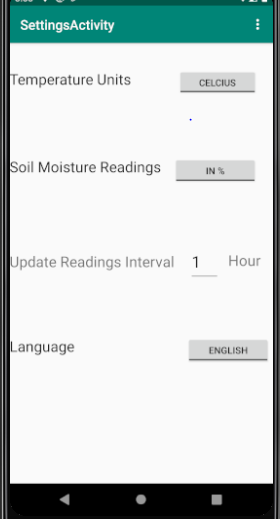 SettingsActivity
Temperature Units CELCIUS
Soil Moisture Readings IN %
Update Readings Interval 1 Hour
Language ENGLISH